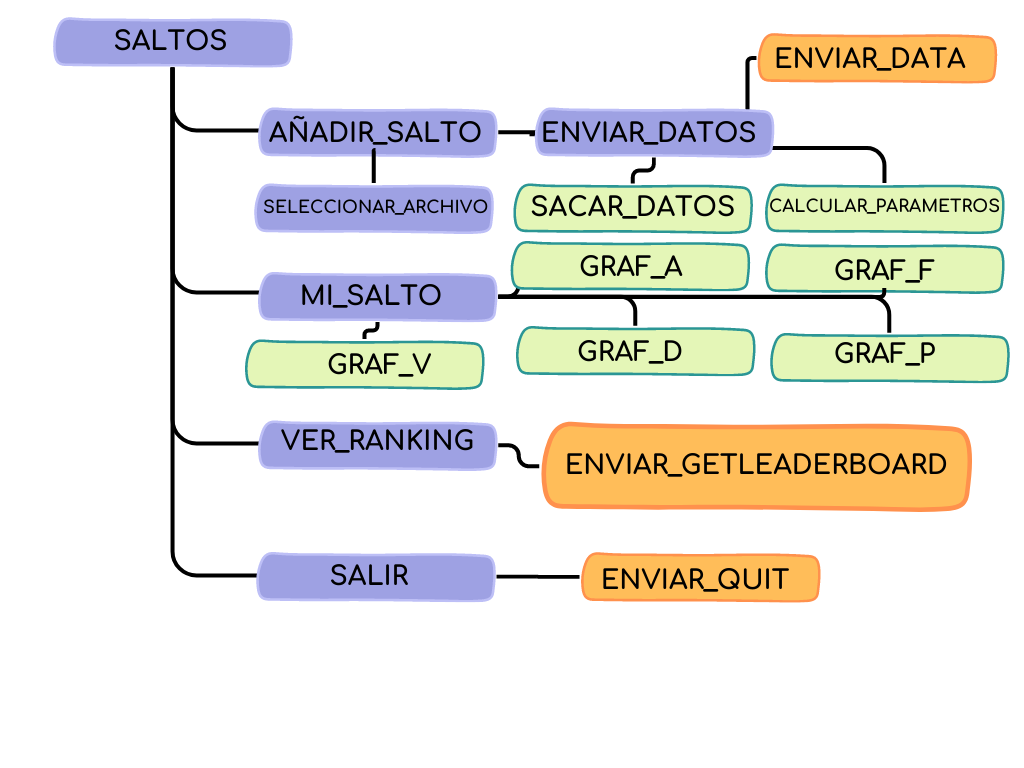 SALTOS
ENVIAR_DATA
AÑADIR_SALTO
ENVIAR_DATOS
SELECCIONAR_ARCHIVO
SACAR_DATOS
CALCULAR_PARAMETROS
GRAF_A
GRAF_F
MI_SALTO
GRAF_V
GRAF_D
GRAF_P
VER_RANKING
ENVIAR_GETLEADERBOARD
SALIR
ENVIAR_QUIT